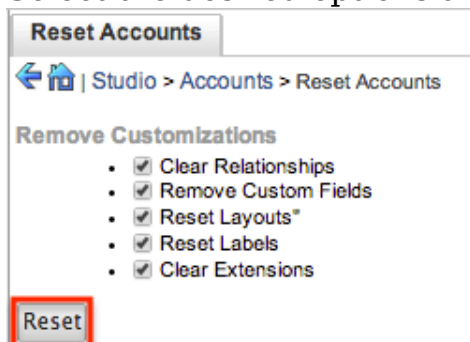 Reset Accounts
| Studio > Accounts > Reset Accounts
Remove Customizations
• Clear Relationships
• Remove Custom Fields
• Reset Layouts*
• Reset Labels
• Clear Extensions
Reset